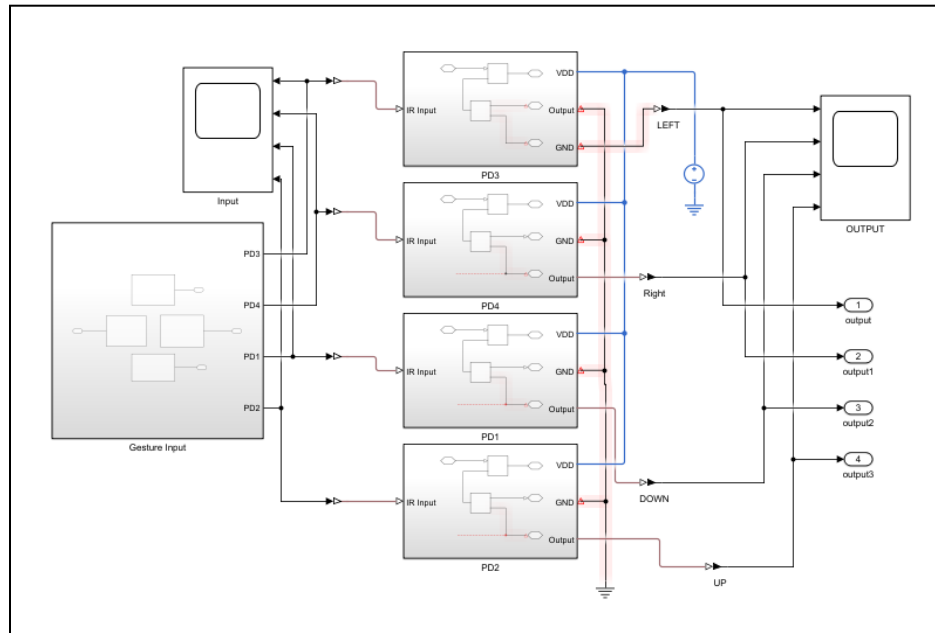 Input
PD3
PD4
PD1
PD2
Gesture Input
IR Input
VDD
Output
GND
PD3
IR Input
VDD
GND
Output
PD4
IR Input
VDD
GND
Output
PD1
IR Input
VDD
GND
Output
PD2
LEFT
Right
DOWN
UP
OUTPUT
1
output
2
output1
3
output2
4
output3